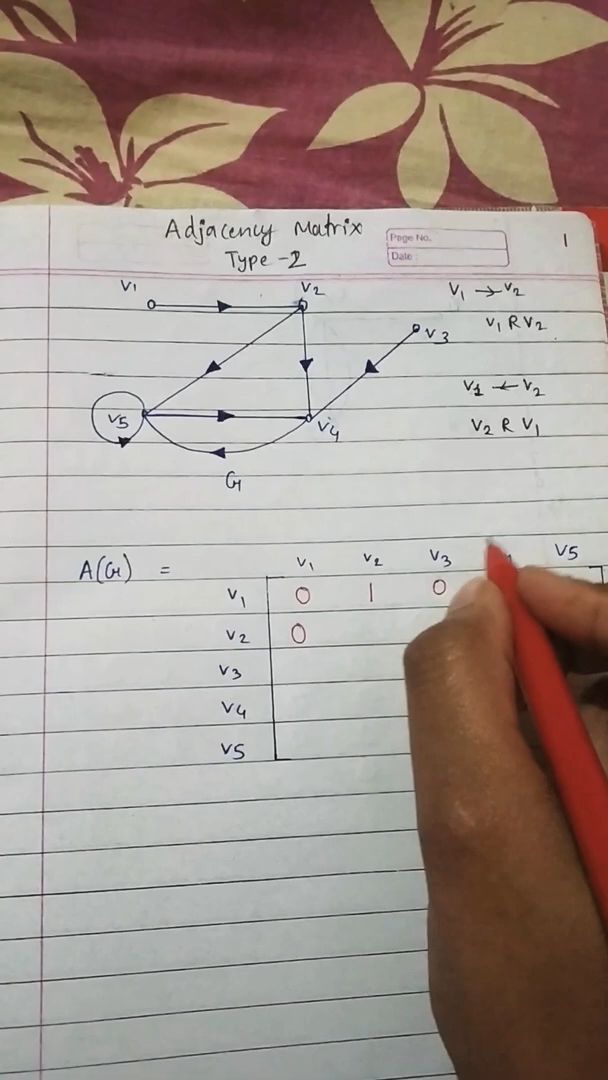 Adjacency Matrix
Type -2
Page No.
Date :
1
V1
V2
V1 → V2
V3
V1 R V2
V1 ← V2
V5
V4
V2 R V1
G
A(G) =
V1 V2 V3 V5
V1 0 1 0
V2 0
V3
V4
V5